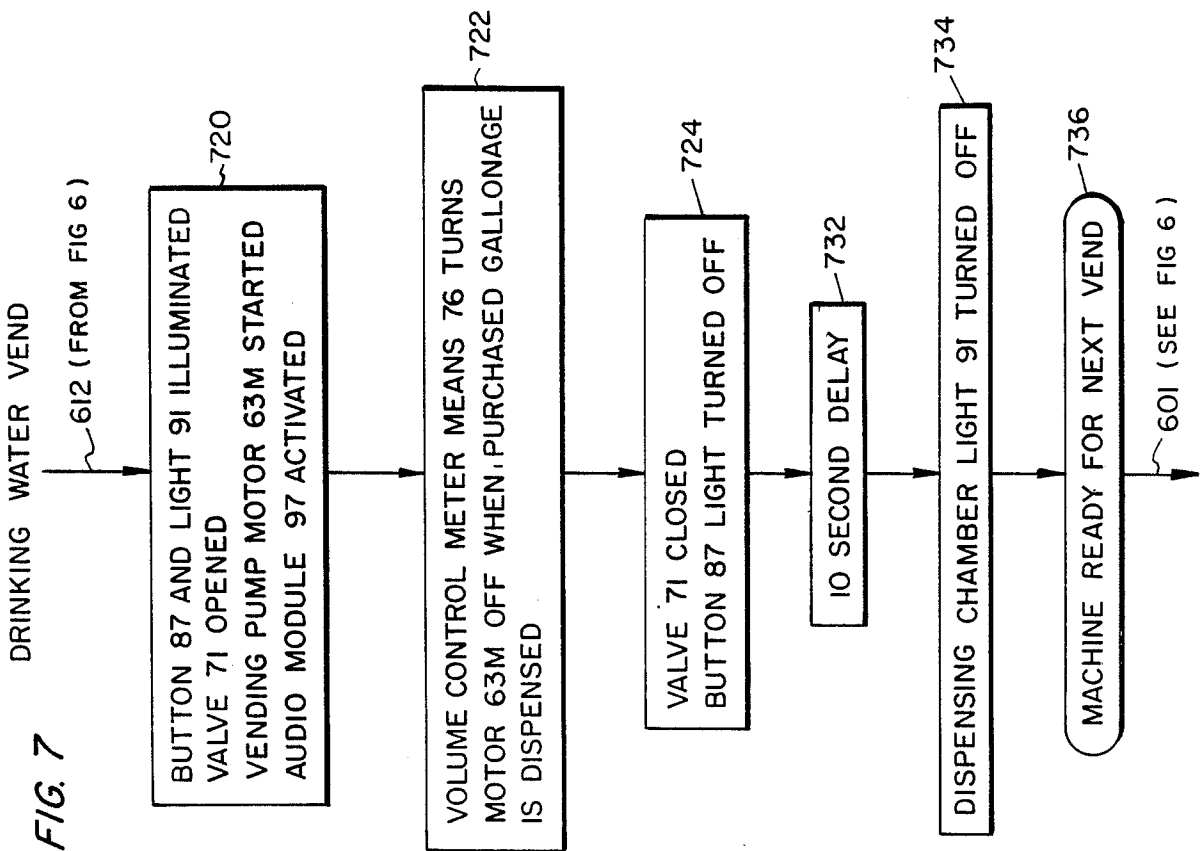 FIG. 7
DRINKING WATER VEND
612 (FROM FIG 6)
720
BUTTON 87 AND LIGHT 91 ILLUMINATED
VALVE 71 OPENED
VENDING PUMP MOTOR 63M STARTED
AUDIO MODULE 97 ACTIVATED
722
VOLUME CONTROL METER MEANS 76 TURNS
MOTOR 63M OFF WHEN PURCHASED GALLONAGE
IS DISPENSED
724
VALVE 71 CLOSED
BUTTON 87 LIGHT TURNED OFF
732
10 SECOND DELAY
734
DISPENSING CHAMBER LIGHT 91 TURNED OFF
736
MACHINE READY FOR NEXT VEND
601 (SEE FIG 6)